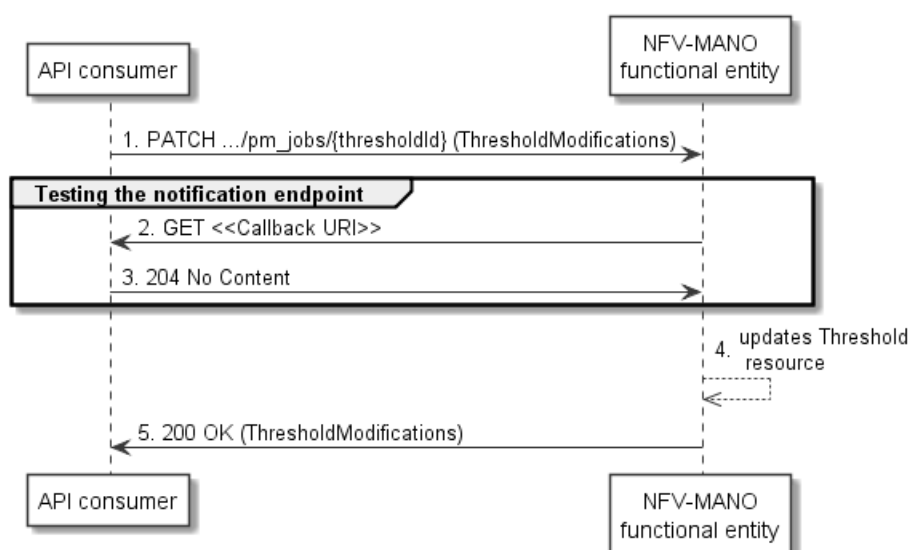 API consumer
NFV-MANO
functional entity
1. PATCH .../pm_jobs/{thresholdId} (ThresholdModifications)
Testing the notification endpoint
2. GET <<Callback URI>>
3. 204 No Content
4. updates Threshold
resource
5. 200 OK (ThresholdModifications)
API consumer
NFV-MANO
functional entity